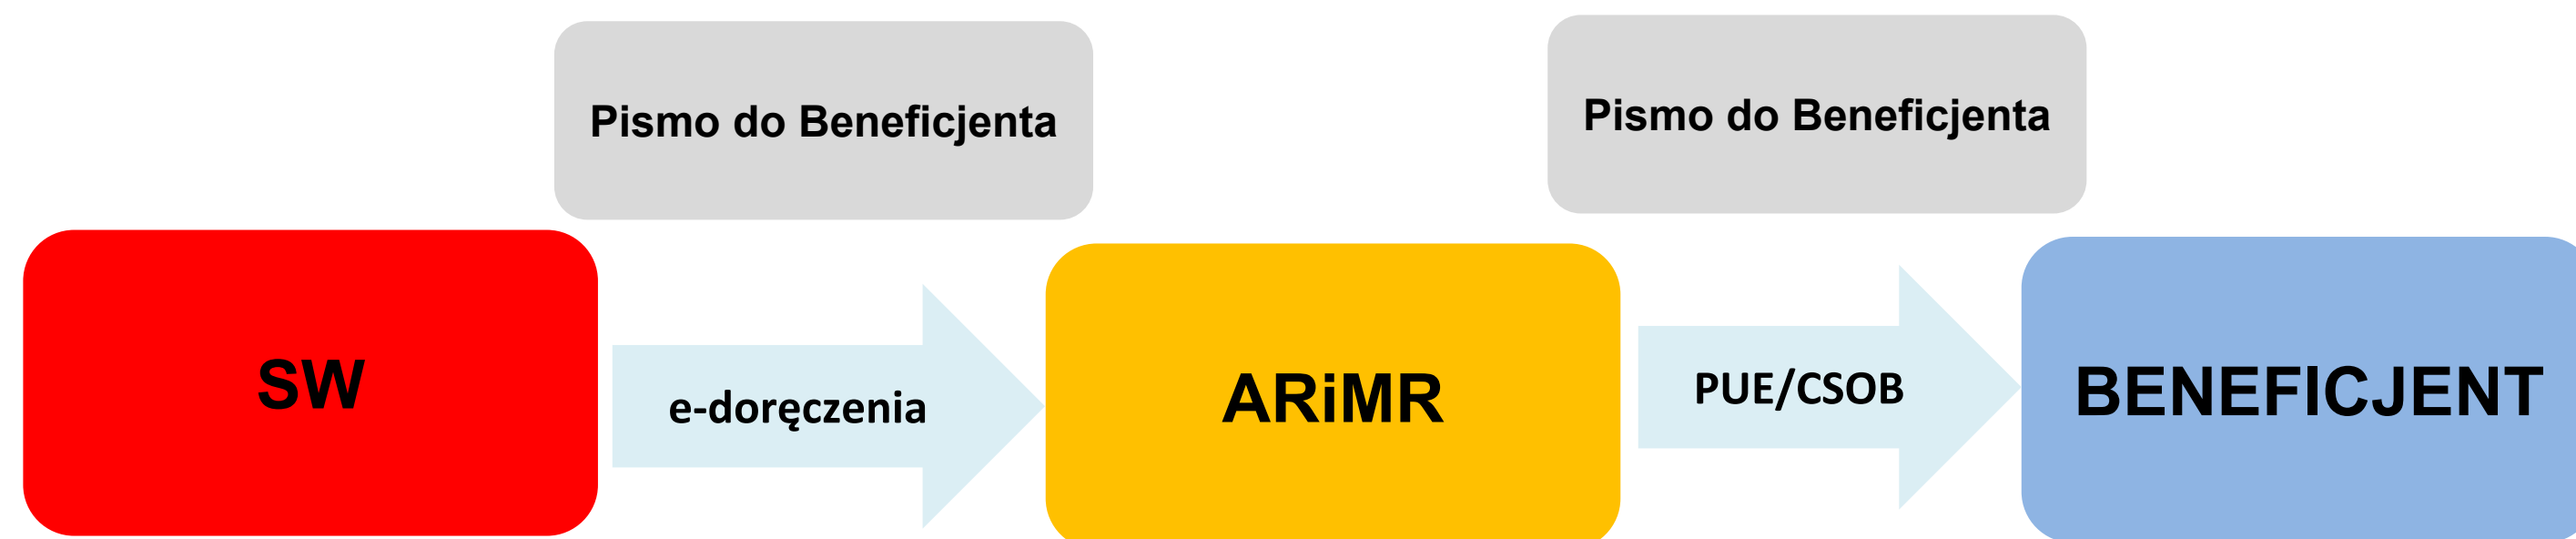 Pismo do Beneficjenta
Pismo do Beneficjenta
SW
e-doręczenia
ARiMR
PUE/CSOB
BENEFICJENT